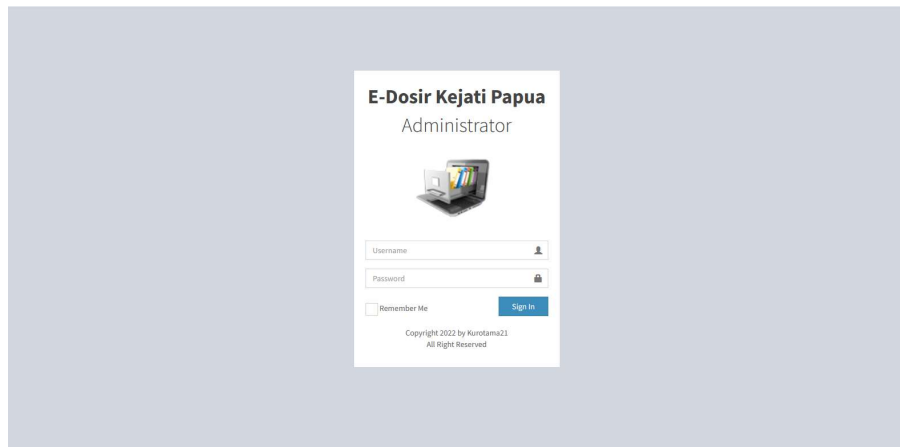 E-Dosir Kejati Papua
Administrator
Username
Password
Remember Me
Sign In
Copyright 2022 by Kurotama21
All Right Reserved